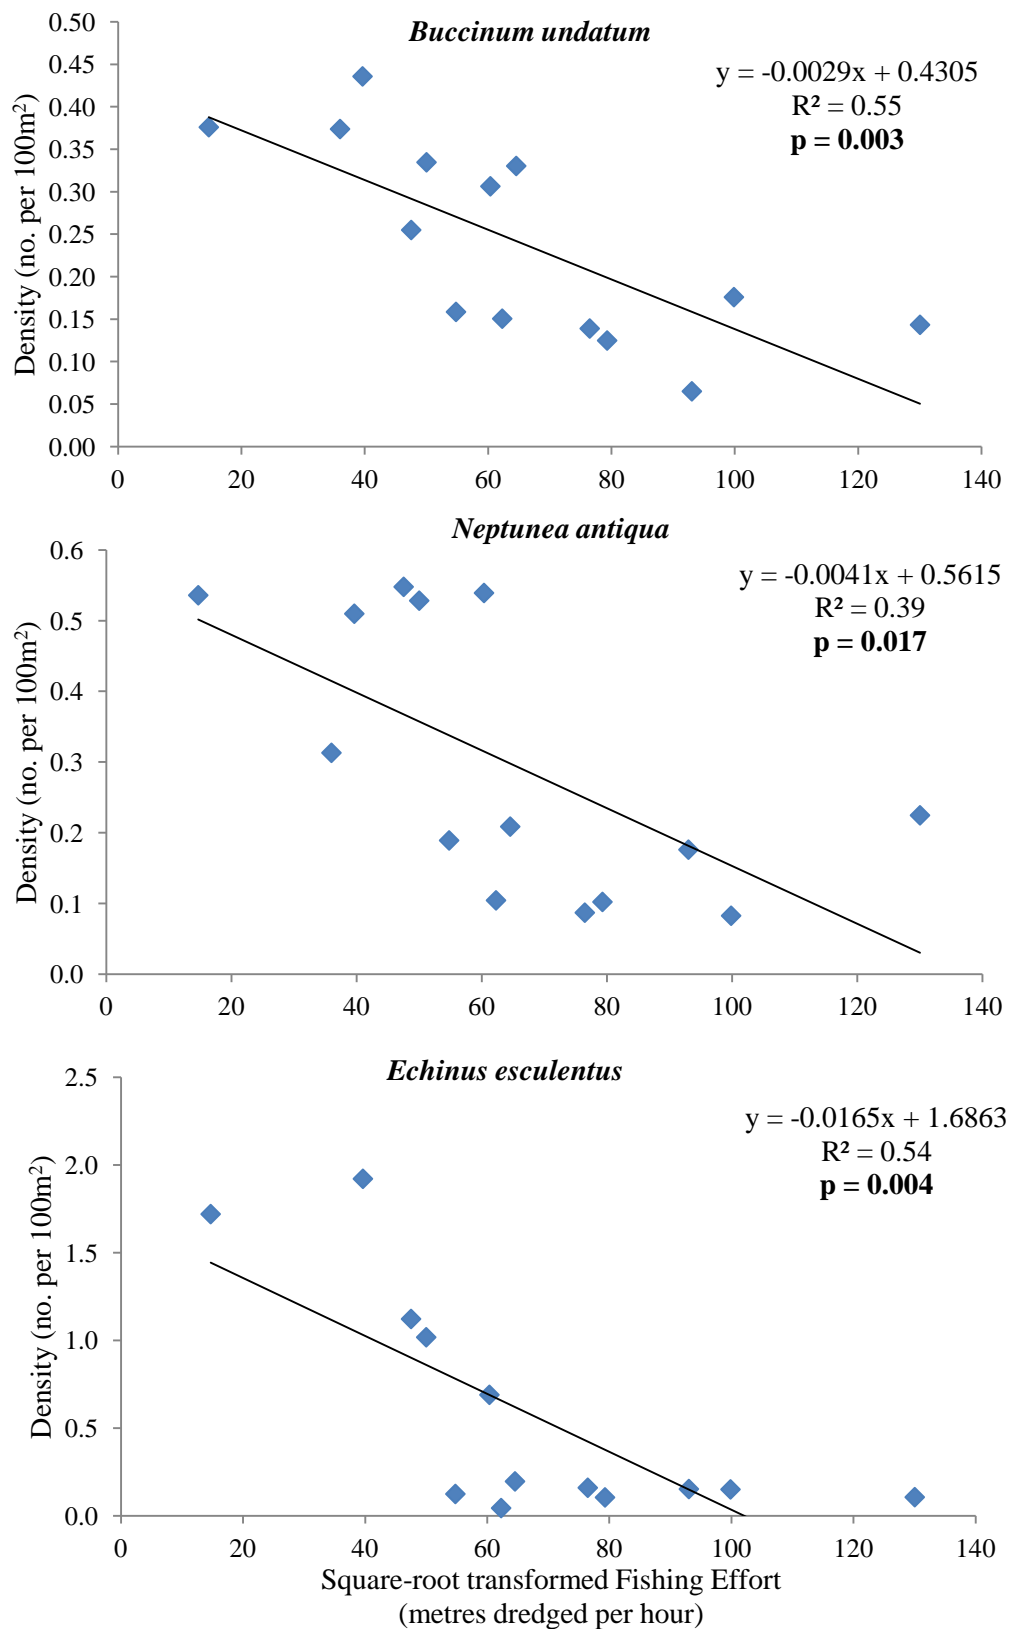 Buccinum undatum
y = -0.0029x + 0.4305
R² = 0.55
p = 0.003
Density (no. per 100m²)
0.50
0.45
0.40
0.35
0.30
0.25
0.20
0.15
0.10
0.05
0.00
0 20 40 60 80 100 120 140
Neptunea antiqua
y = -0.0041x + 0.5615
R² = 0.39
p = 0.017
Density (no. per 100m²)
0.6
0.5
0.4
0.3
0.2
0.1
0.0
0 20 40 60 80 100 120 140
Echinus esculentus
y = -0.0165x + 1.6863
R² = 0.54
p = 0.004
Density (no. per 100m²)
2.5
2.0
1.5
1.0
0.5
0.0
0 20 40 60 80 100 120 140
Square-root transformed Fishing Effort
(metres dredged per hour)